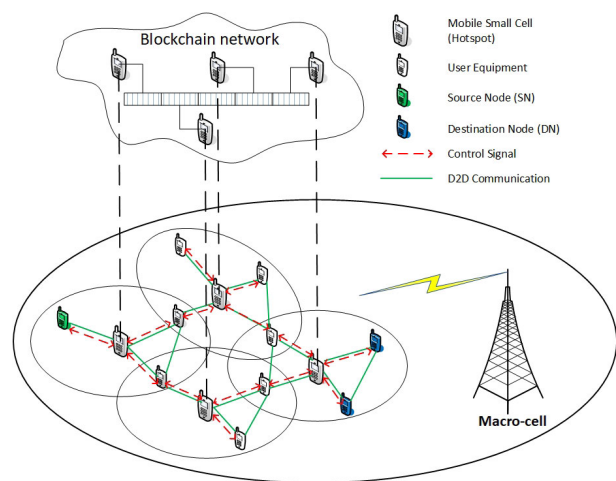 Blockchain network
Mobile Small Cell
(Hotspot)
User Equipment
Source Node (SN)
Destination Node (DN)
Control Signal
D2D Communication
Macro-cell